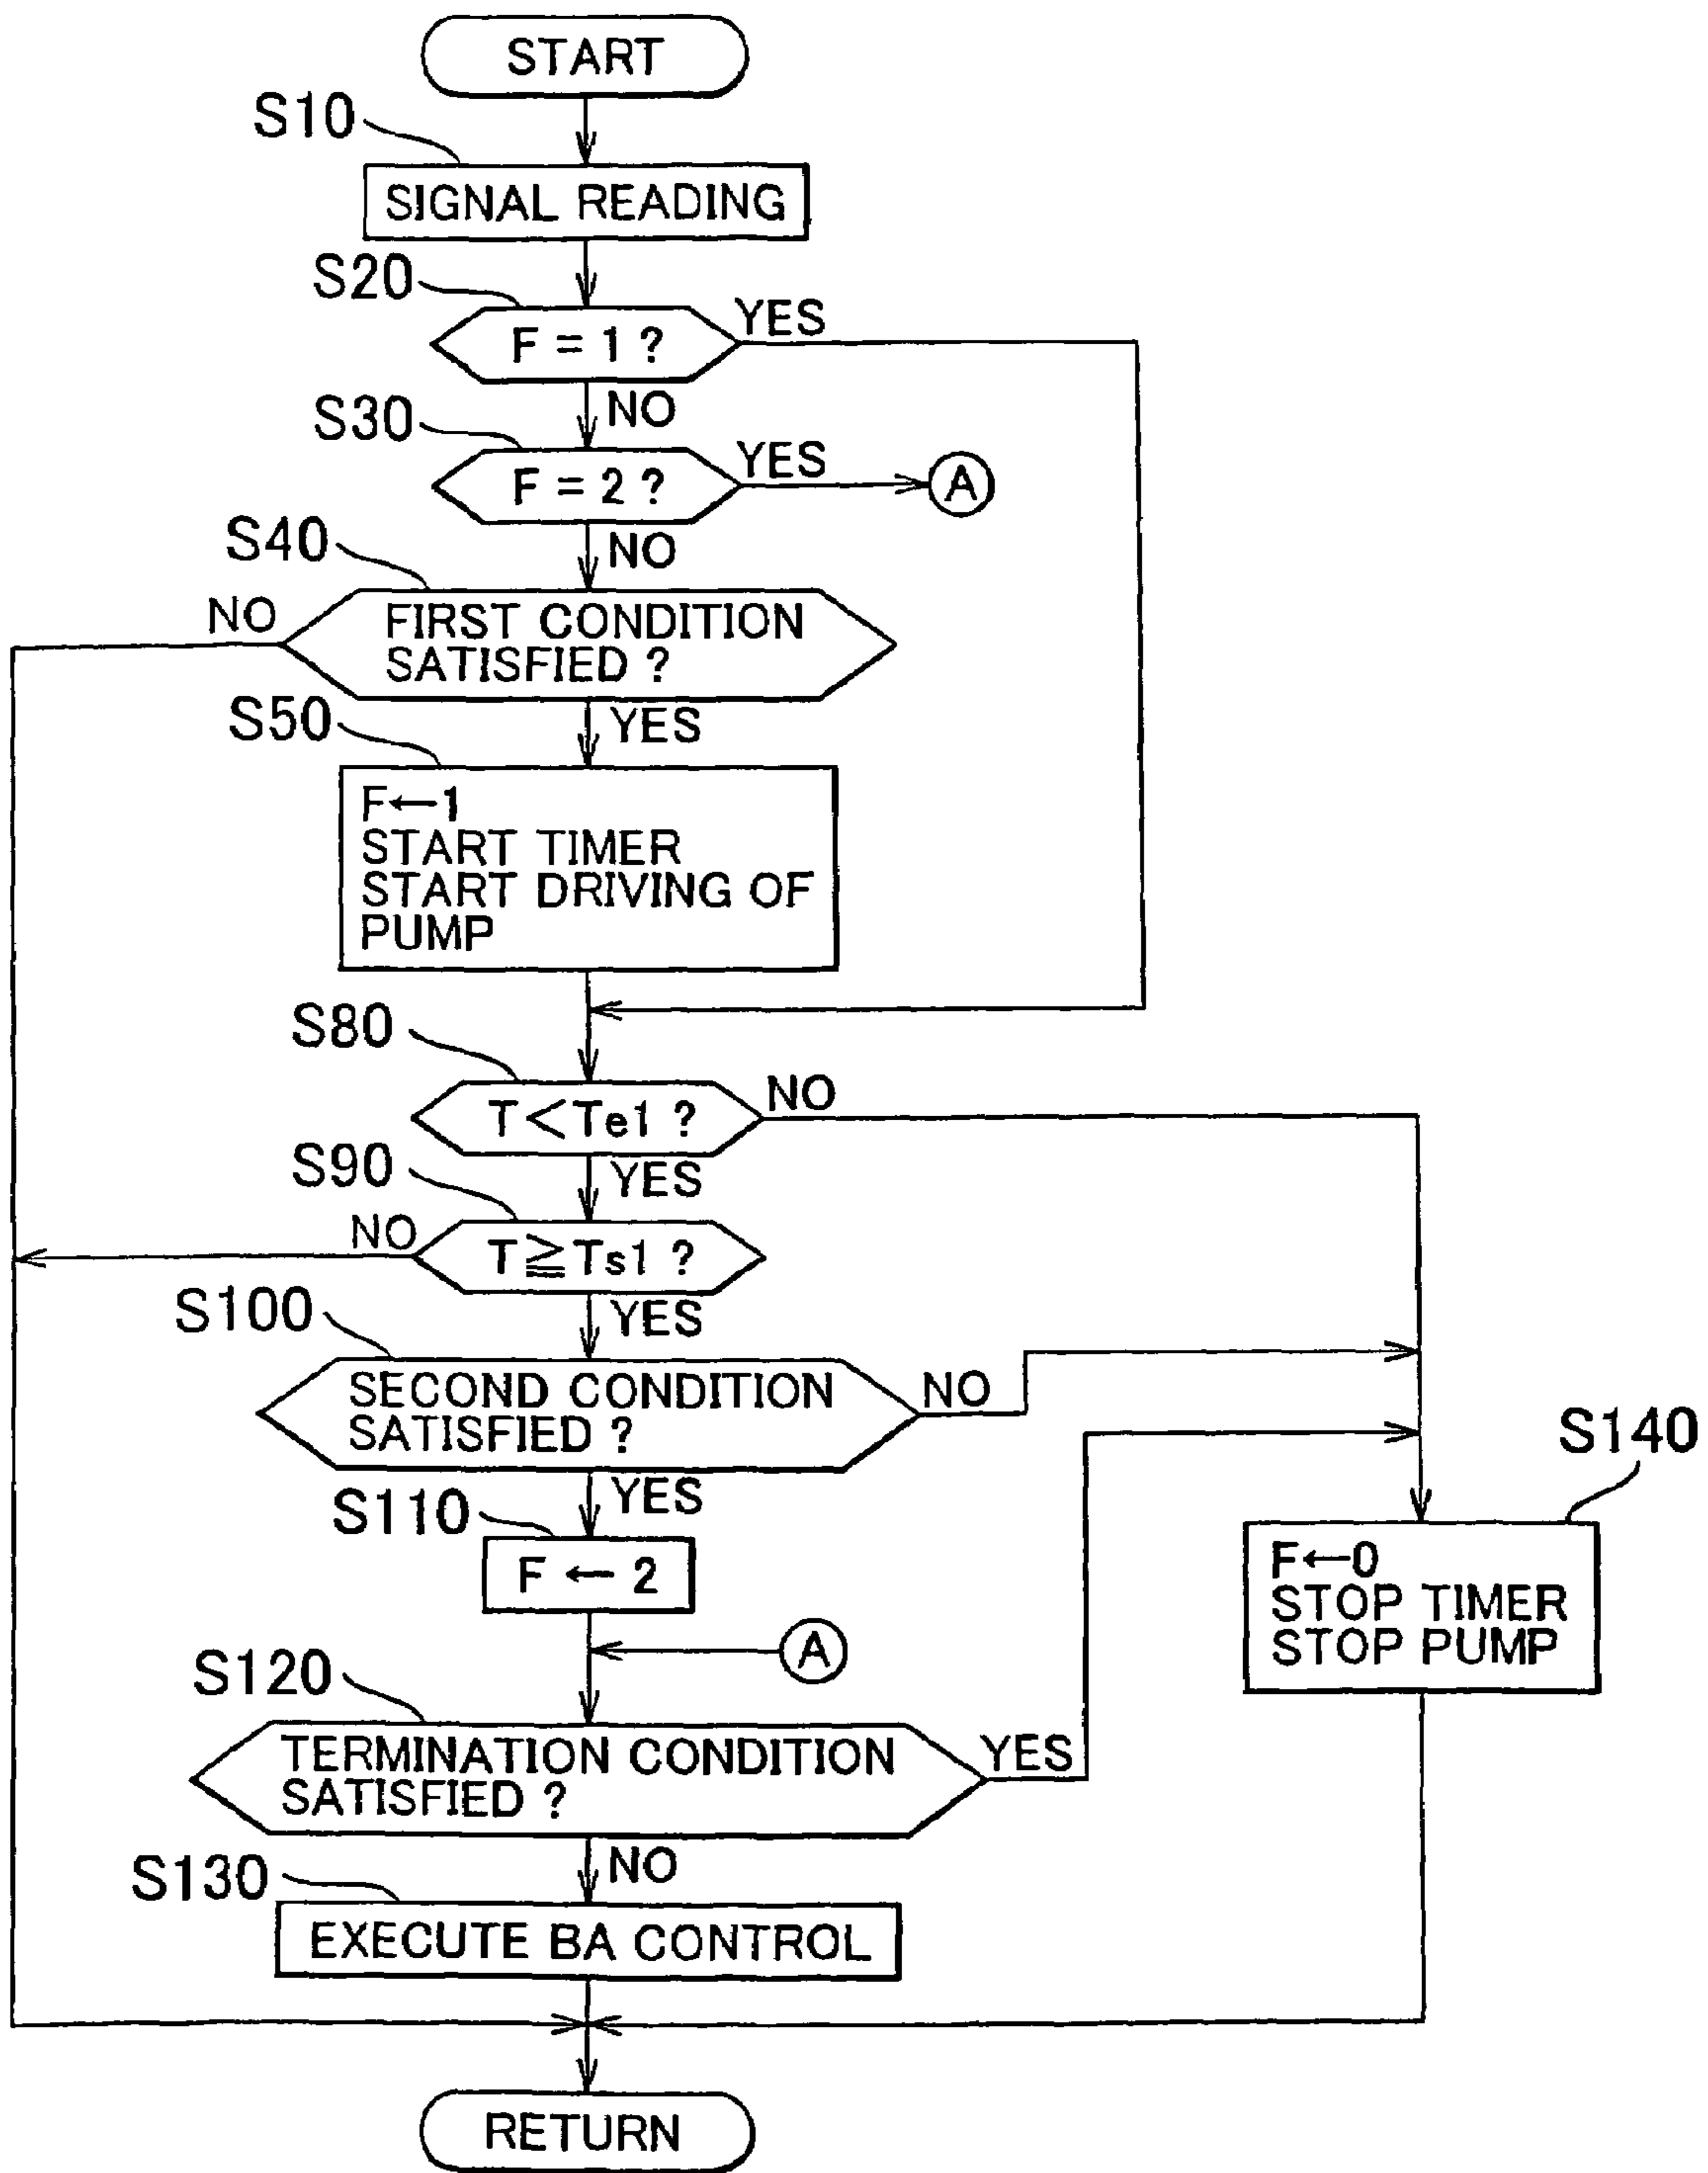 START
S10
SIGNAL READING
S20
F = 1 ?
YES
NO
S30
F = 2 ?
YES
A
NO
S40
NO
FIRST CONDITION
SATISFIED ?
YES
S50
F←1
START TIMER
START DRIVING OF
PUMP
S80
T < Te1 ?
NO
YES
S90
NO
T ≧ Ts1 ?
YES
S100
SECOND CONDITION
SATISFIED ?
NO
YES
S110
F ← 2
S140
F←0
STOP TIMER
STOP PUMP
A
S120
TERMINATION CONDITION
SATISFIED ?
YES
NO
S130
EXECUTE BA CONTROL
RETURN